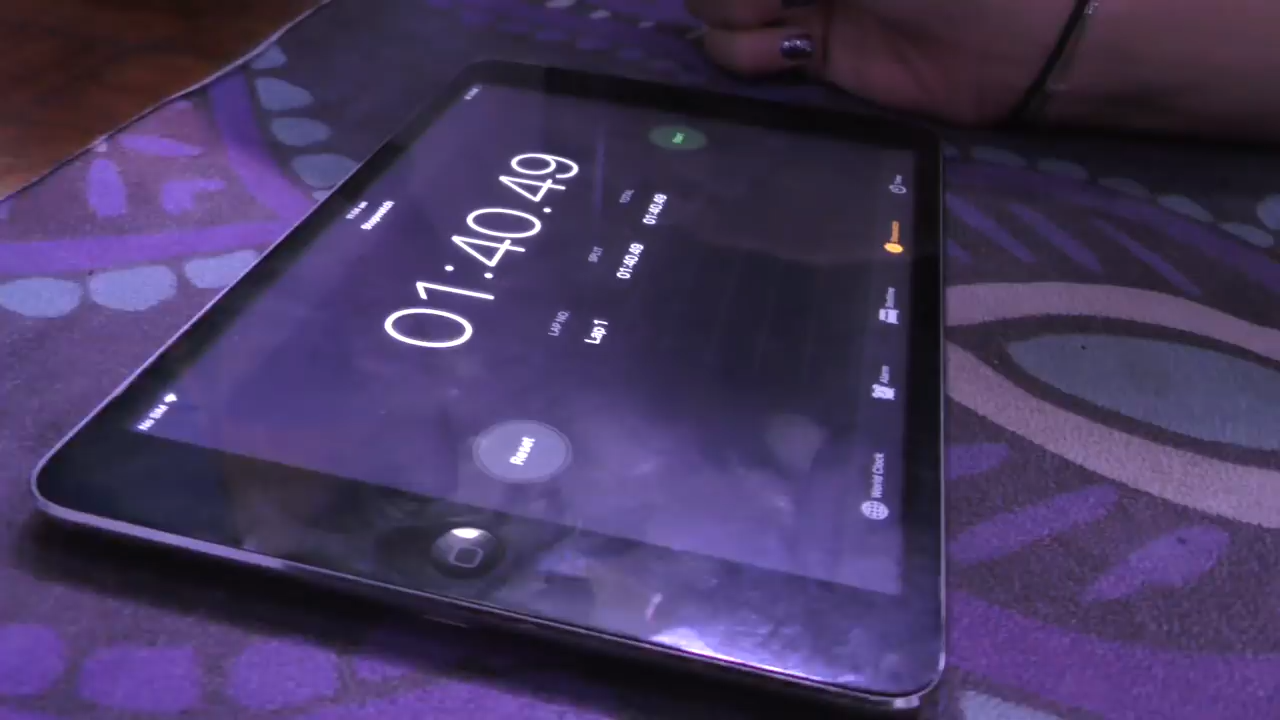 No SIM
Stopwatch
01:40.49
LAP NO. SPLIT TOTAL
Lap 1 01:40.49 01:40.49
Reset Start
World Clock Alarm Bedtime Stopwatch Timer